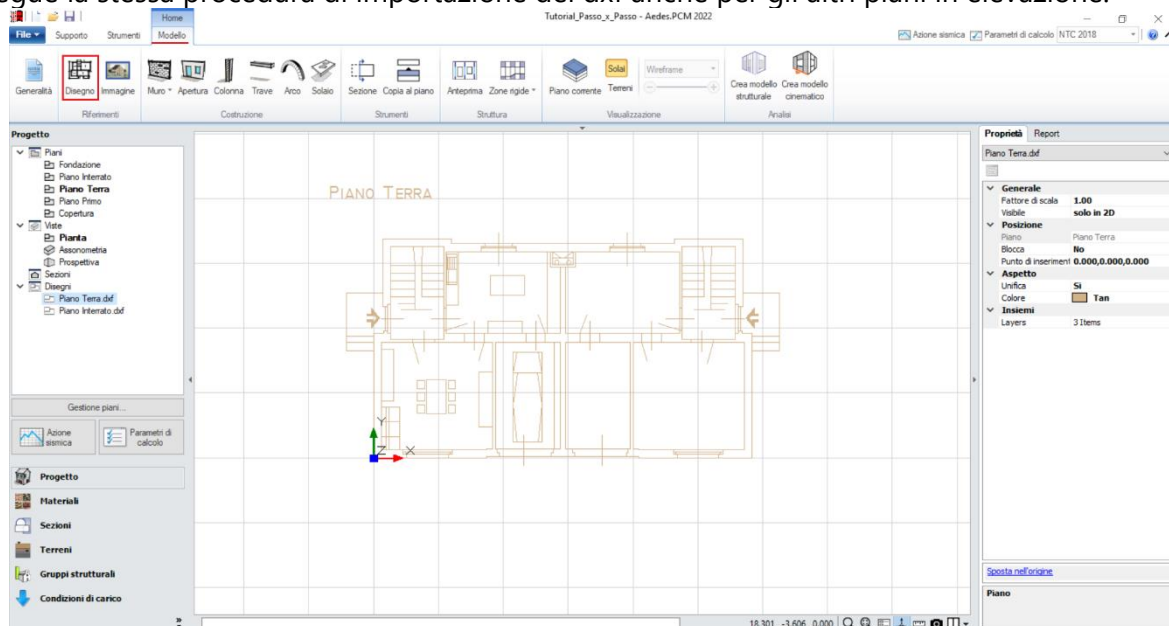 segue la stessa procedura di importazione dei dxf anche per gli altri piani in elevazione.
Home
Tutorial_Passo_x_Passo - Aedes.PCM 2022
File
Supporto
Strumenti
Modello
Azione sismica
Parametri di calcolo
NTC 2018
Generalità
Disegno
Immagine
Muro
Apertura
Colonna
Trave
Arco
Solaio
Sezione
Copia al piano
Anteprima
Zone rigide
Piano corrente
Solai
Terreni
Wireframe
Crea modello strutturale
Crea modello cinematico
Riferimenti
Costruzione
Strumenti
Struttura
Visualizzazione
Analisi
Progetto
Piani
Fondazione
Piano Interrato
Piano Terra
Piano Primo
Copertura
Viste
Pianta
Assonometria
Prospettiva
Sezioni
Disegni
Piano Terra.dxf
Piano Interrato.dxf
Gestione piani...
Azione sismica
Parametri di calcolo
Progetto
Materiali
Sezioni
Terreni
Gruppi strutturali
Condizioni di carico
PIANO TERRA
Y
Z
X
18.301, -3.606, 0.000
Proprietà
Report
Piano Terra.dxf
Generale
Fattore di scala 1.00
Visibile solo in 2D
Posizione
Piano Piano Terra
Blocca No
Punto di inseriment 0.000,0.000,0.000
Aspetto
Unifica Sì
Colore Tan
Insiemi
Layers 3 Items
Sposta nell'origine
Piano